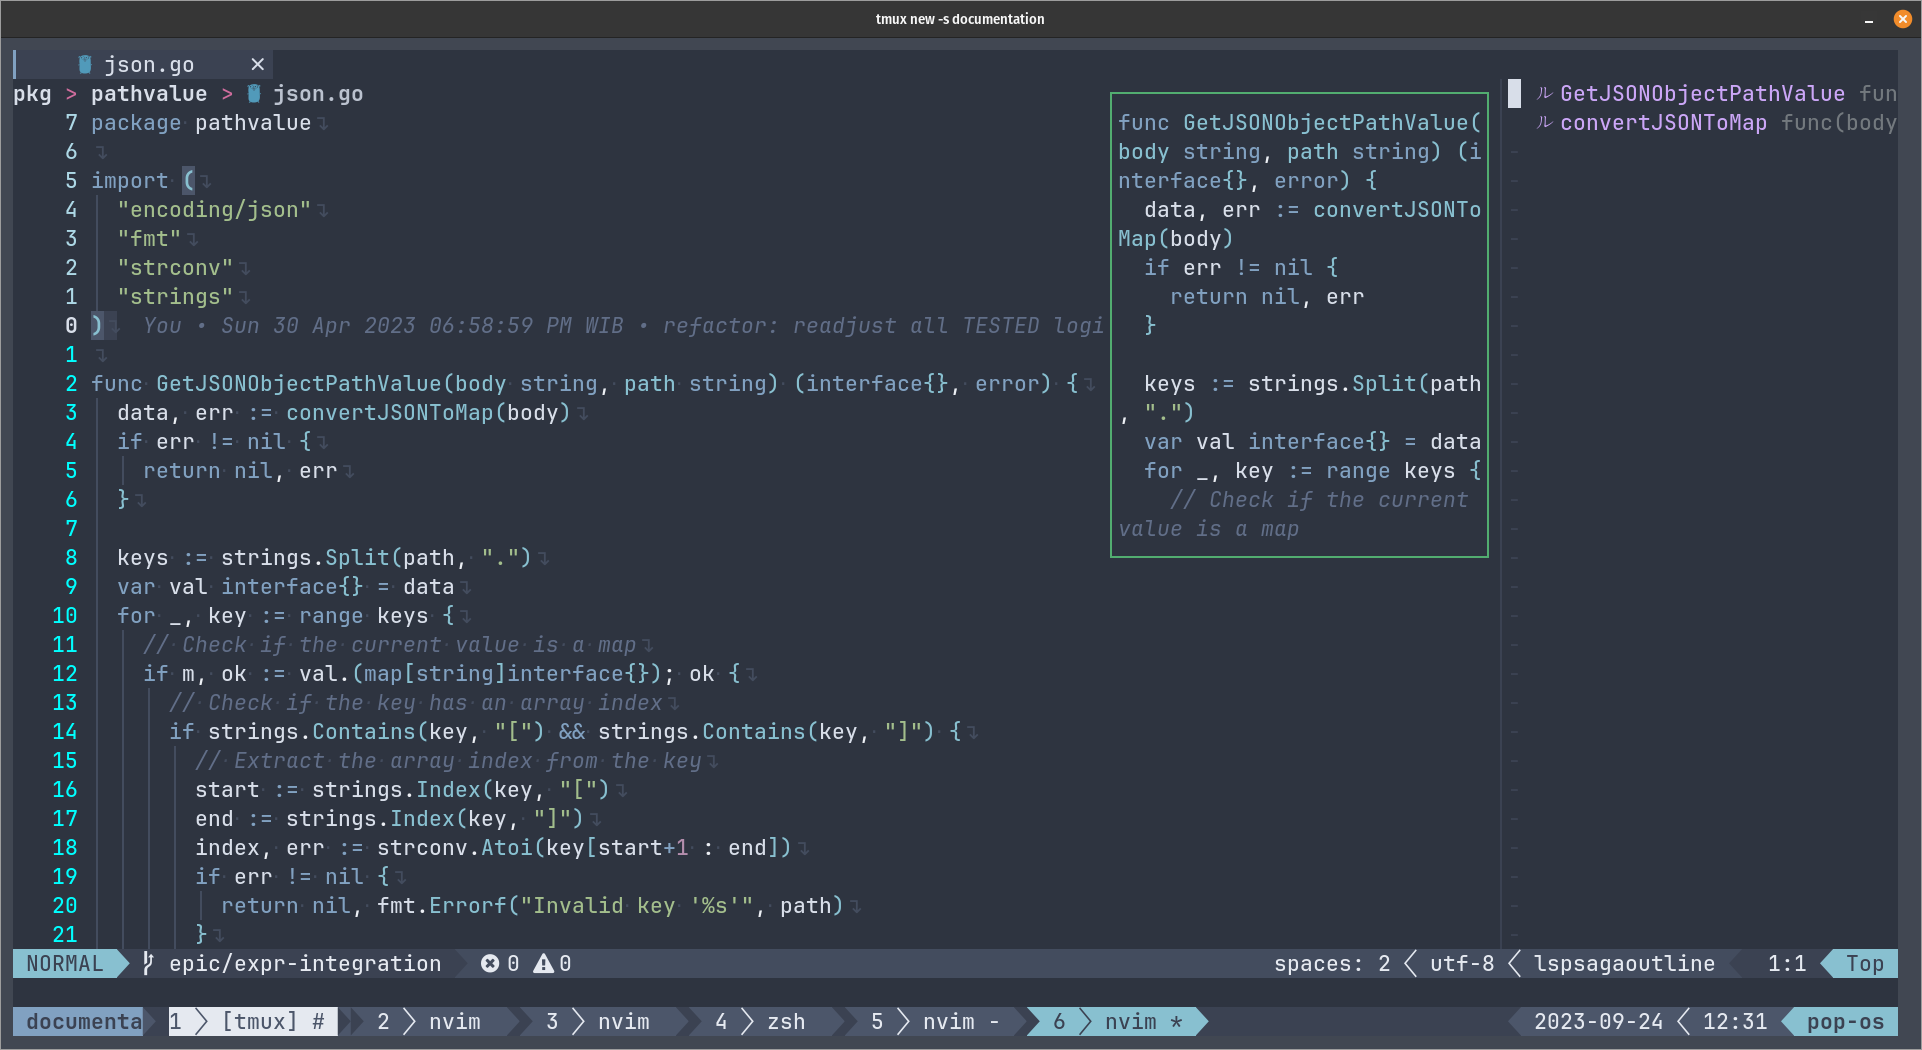 tmux new -s documentation
json.go ×
pkg > pathvalue > json.go
7 package pathvalue
6
5 import (
4 "encoding/json"
3 "fmt"
2 "strconv"
1 "strings"
0 ) You • Sun 30 Apr 2023 06:58:59 PM WIB • refactor: readjust all TESTED logi
1
2 func GetJSONObjectPathValue(body string, path string) (interface{}, error) {
3 data, err := convertJSONToMap(body)
4 if err != nil {
5 return nil, err
6 }
7
8 keys := strings.Split(path, ".")
9 var val interface{} = data
10 for _, key := range keys {
11 // Check if the current value is a map
12 if m, ok := val.(map[string]interface{}); ok {
13 // Check if the key has an array index
14 if strings.Contains(key, "[") && strings.Contains(key, "]") {
15 // Extract the array index from the key
16 start := strings.Index(key, "[")
17 end := strings.Index(key, "]")
18 index, err := strconv.Atoi(key[start+1 : end])
19 if err != nil {
20 return nil, fmt.Errorf("Invalid key '%s'", path)
21 }
func GetJSONObjectPathValue(
body string, path string) (i
nterface{}, error) {
data, err := convertJSONTo
Map(body)
if err != nil {
return nil, err
}
keys := strings.Split(path
, ".")
var val interface{} = data
for _, key := range keys {
// Check if the current
value is a map
GetJSONObjectPathValue fun
convertJSONToMap func(body
NORMAL epic/expr-integration 0 0 spaces: 2 utf-8 lspsagaoutline 1:1 Top
documenta 1 [tmux] # 2 nvim 3 nvim 4 zsh 5 nvim - 6 nvim * 2023-09-24 12:31 pop-os